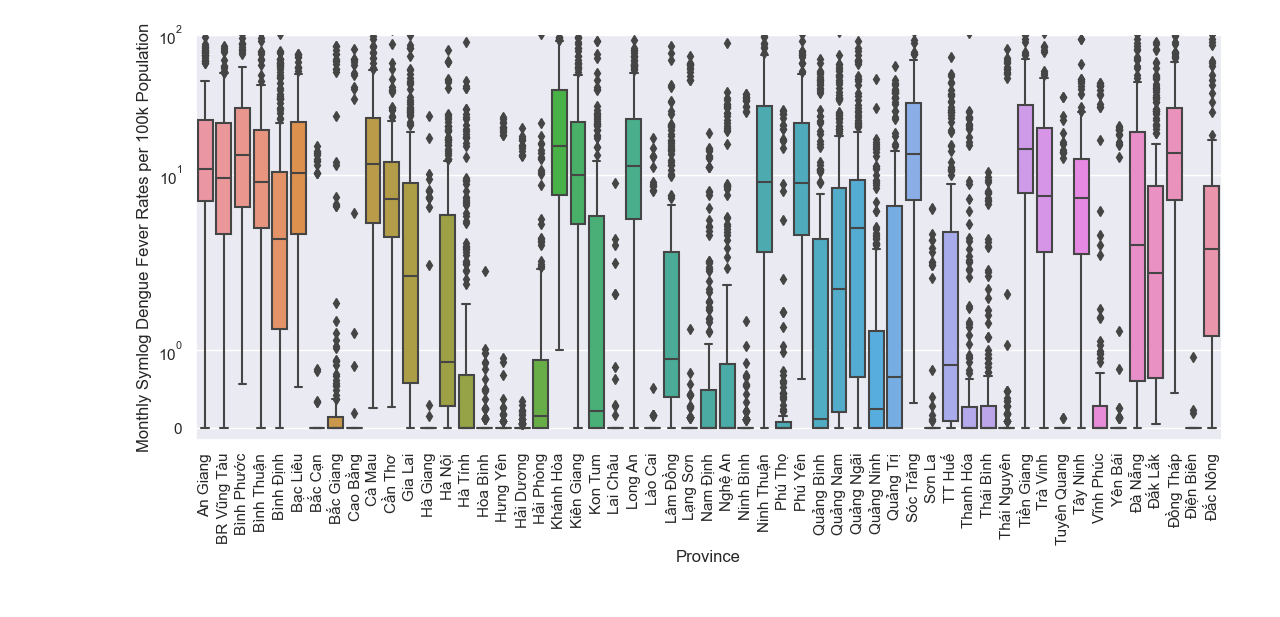 Monthly Symlog Dengue Fever Rates per 100k Population
10²
10¹
10⁰
0
An Giang
BR Vũng Tàu
Bình Phước
Bình Thuận
Bình Định
Bạc Liêu
Bắc Cạn
Bắc Giang
Cao Bằng
Cà Mau
Cần Thơ
Gia Lai
Hà Giang
Hà Nội
Hà Tĩnh
Hòa Bình
Hưng Yên
Hải Dương
Hải Phòng
Khánh Hòa
Kiên Giang
Kon Tum
Lai Châu
Long An
Lào Cai
Lâm Đồng
Lạng Sơn
Nam Định
Nghệ An
Ninh Bình
Ninh Thuận
Phú Thọ
Phú Yên
Quảng Bình
Quảng Nam
Quảng Ngãi
Quảng Ninh
Quảng Trị
Sóc Trăng
Sơn La
TT Huế
Thanh Hóa
Thái Bình
Thái Nguyên
Tiền Giang
Trà Vinh
Tuyên Quang
Tây Ninh
Vĩnh Phúc
Yên Bái
Đà Nẵng
Đắk Lắk
Đồng Tháp
Điện Biên
Đắc Nông
Province